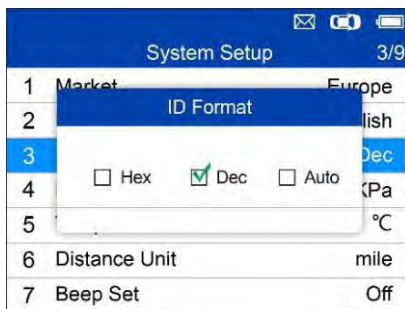 System Setup 3/9
1 Market Europe
ID Format
2 lish
3 Dec
Hex Dec Auto
4 KPa
5 °C
6 Distance Unit mile
7 Beep Set Off